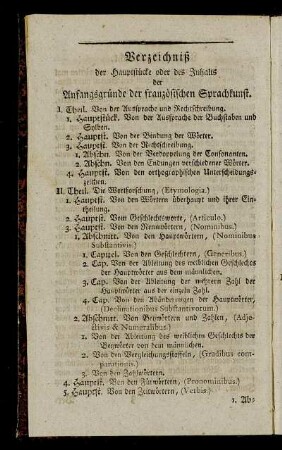 Verzeichniß
der Hauptstücke oder des Inhalts
der
Anfangsgründe der französischen Sprachkunst.
I. Theil. Von der Aussprache und Rechtschreibung.
1. Hauptstück. Von der Aussprache der Buchstaben und
Sylben.
2. Hauptst. Von der Bindung der Wörter.
3. Hauptst. Von der Rechtschreibung.
1. Abschn. Von der Verdoppelung der Consonanten.
2. Abschn. Von den Endungen verschiedener Wörter.
4. Hauptst. Von den orthographischen Unterscheidungs-
zeichen.
II. Theil. Die Wortforschung, (Etymologia.)
1. Hauptst. Von den Wörtern überhaupt und ihrer Ein-
theilung.
2. Hauptst. Vom Geschlechtsworte, (Articulo.)
3. Hauptst. Von den Nennwörtern, (Nominibus.)
1. Abschnitt. Von den Hauptwörtern, (Nominibus
Substantivis.)
1. Capitel. Von den Geschlechtern, (Generibus.)
2. Cap. Von der Ableitung des weiblichen Geschlechts
der Hauptwörter aus dem männlichen.
3. Cap. Von der Ableitung der mehrern Zahl der
Hauptwörter aus der einzeln Zahl.
4. Cap. Von den Abänderungen der Hauptwörter,
(Declinationibus Substantivorum.)
2. Abschnitt. Von Beywörtern und Zahlen, (Adje-
ctivis & Numeralibus.)
1. Von der Ableitung des weiblichen Geschlechts der
Beywörter von dem männlichen.
2. Von den Vergleichungsstaffeln, (Gradibus com-
parationis.)
3. Von den Zahlwörtern.
4. Hauptst. Von den Fürwörtern, (Pronominibus.)
5. Hauptst. Von den Zeitwörtern, (Verbis.)
1. Ab-